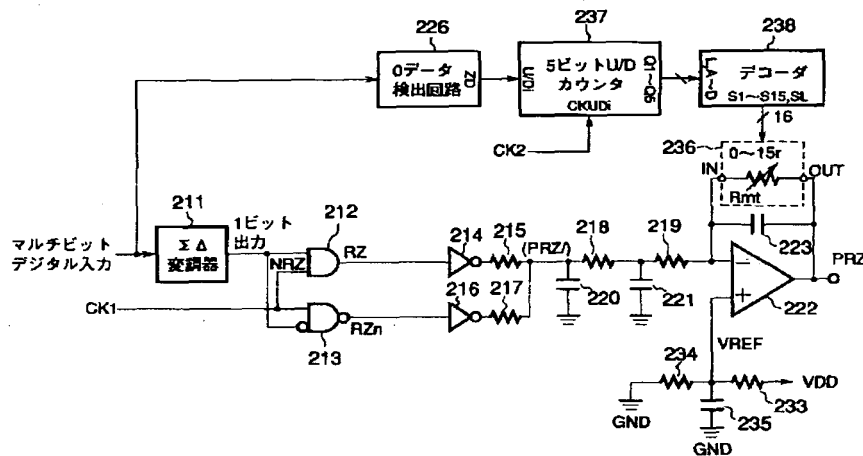 226
237
238
0データ
検出回路
ZD
U/Di
5ビットU/D
カウンタ
CKUDi
Q1～Q5
L,A～D
デコーダ
S1～S15,SL
16
CK2
236
0～15r
IN
OUT
Rmt
211
1ビット
出力
212
マルチビット
デジタル入力
ΣΔ
変調器
NRZ
RZ
214
215
(PRZ/)
218
219
223
PRZ
CK1
216
217
220
221
222
213
RZn
VREF
234
VDD
GND
233
235
GND